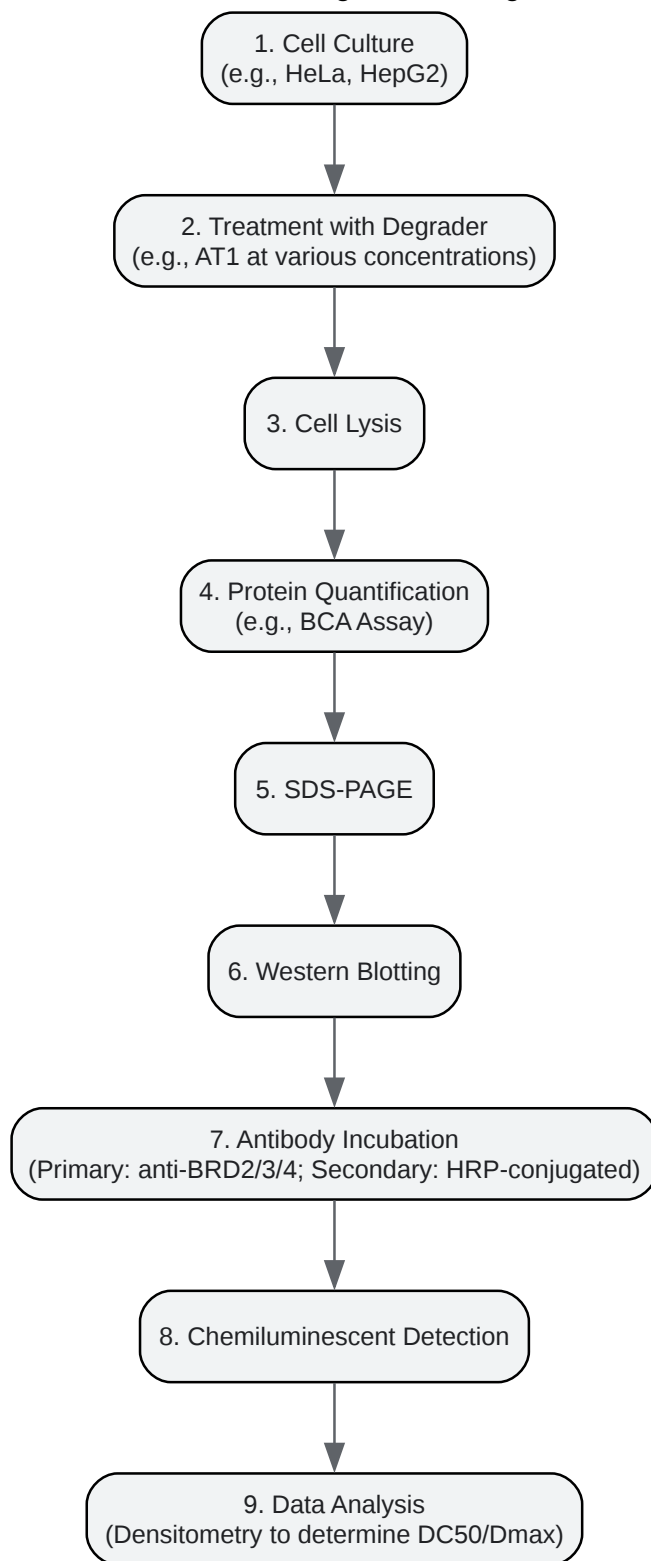 1. Cell Culture
(e.g., HeLa, HepG2)
2. Treatment with Degrader
(e.g., AT1 at various concentrations)
3. Cell Lysis
4. Protein Quantification
(e.g., BCA Assay)
5. SDS-PAGE
6. Western Blotting
7. Antibody Incubation
(Primary: anti-BRD2/3/4; Secondary: HRP-conjugated)
8. Chemiluminescent Detection
9. Data Analysis
(Densitometry to determine DC50/Dmax)